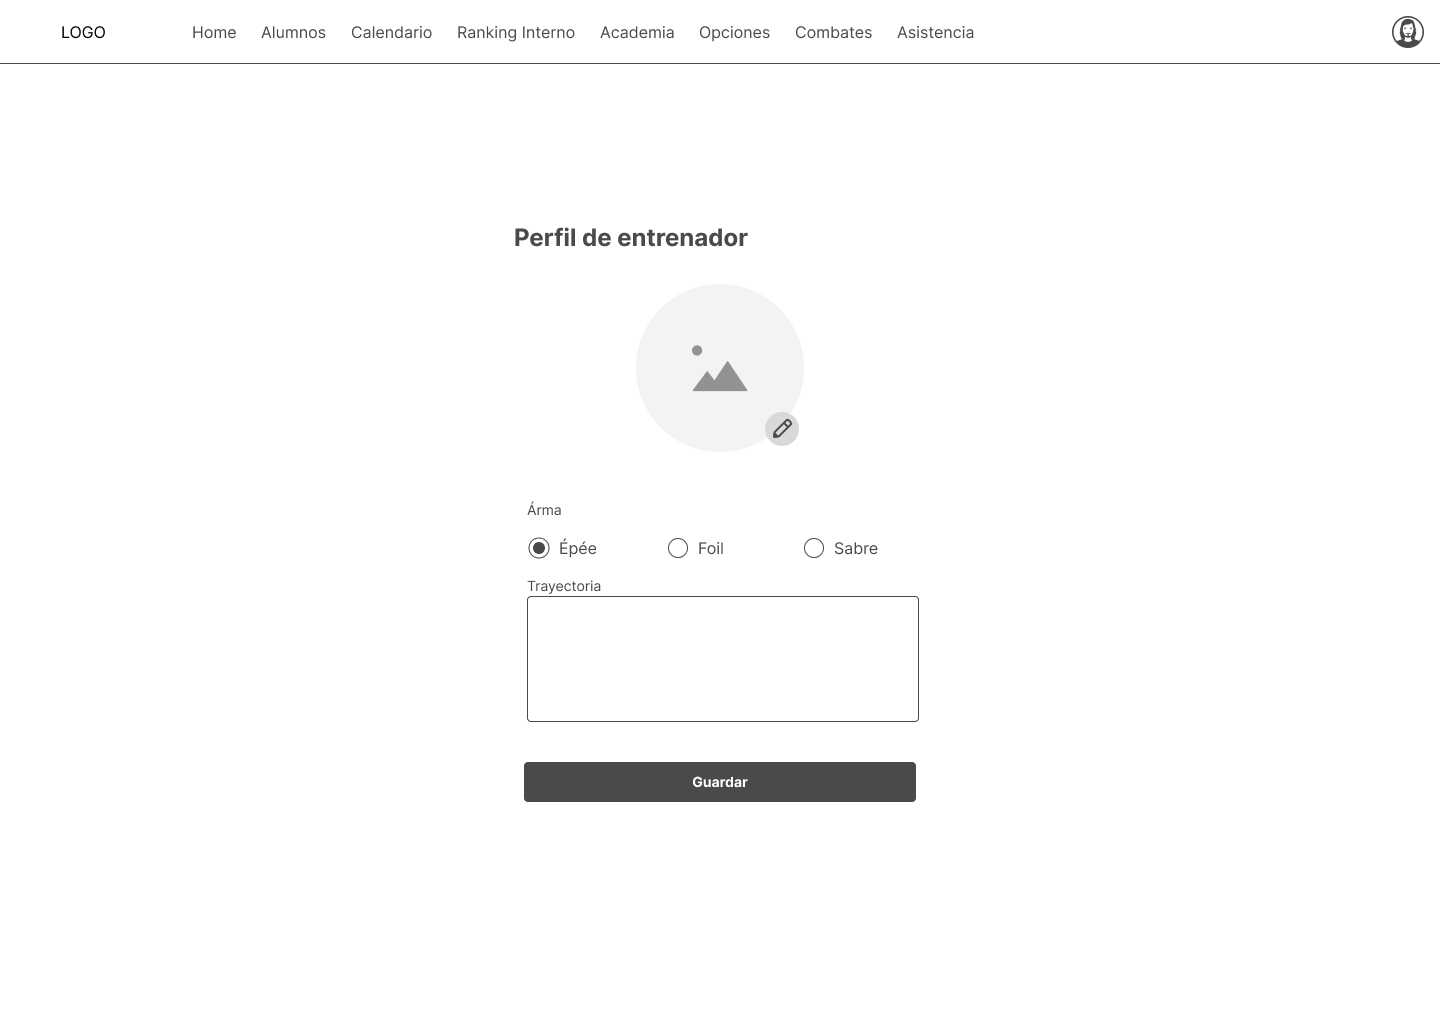 LOGO Home Alumnos Calendario Ranking Interno Academia Opciones Combates Asistencia
Perfil de entrenador
Árma
Épée Foil Sabre
Trayectoria
Guardar